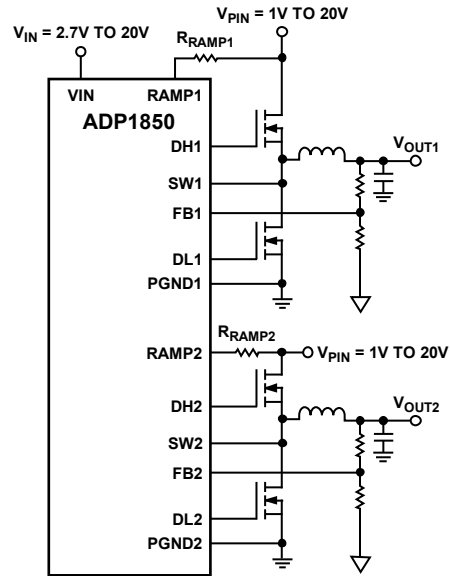 V_PIN = 1V TO 20V
V_IN = 2.7V TO 20V
R_RAMP1
VIN
RAMP1
ADP1850
DH1
V_OUT1
SW1
FB1
DL1
PGND1
R_RAMP2
RAMP2
V_PIN = 1V TO 20V
DH2
V_OUT2
SW2
FB2
DL2
PGND2